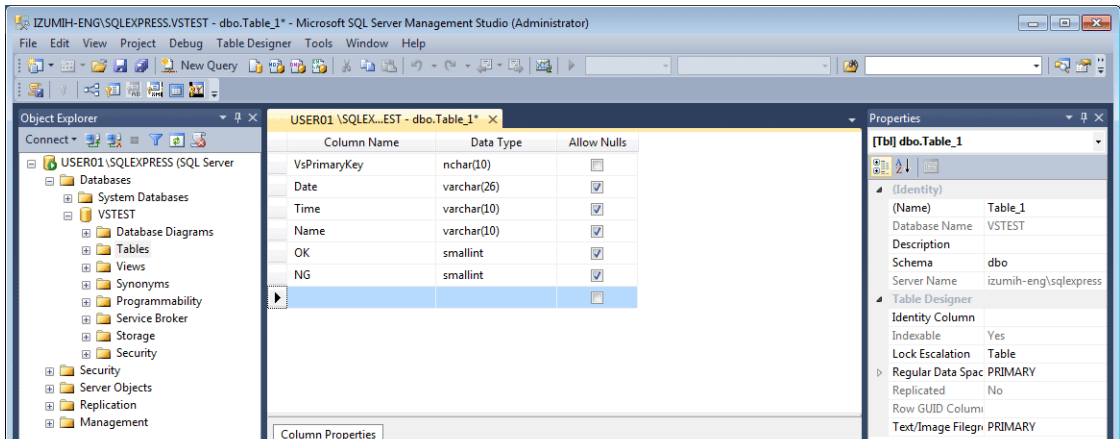 IZUMIH-ENG\SQLEXPRESS.VSTEST - dbo.Table_1* - Microsoft SQL Server Management Studio (Administrator)
File Edit View Project Debug Table Designer Tools Window Help
New Query
Object Explorer
Connect
USER01\SQLEXPRESS (SQL Server
Databases
System Databases
VSTEST
Database Diagrams
Tables
Views
Synonyms
Programmability
Service Broker
Storage
Security
Security
Server Objects
Replication
Management
USER01 \SQLEX...EST - dbo.Table_1*
Column Name Data Type Allow Nulls
VsPrimaryKey nchar(10)
Date varchar(26)
Time varchar(10)
Name varchar(10)
OK smallint
NG smallint
Column Properties
Properties
[Tbl] dbo.Table_1
(Identity)
(Name) Table_1
Database Name VSTEST
Description
Schema dbo
Server Name izumih-eng\sqlexpress
Table Designer
Identity Column
Indexable Yes
Lock Escalation Table
Regular Data Spac PRIMARY
Replicated No
Row GUID Colum
Text/Image Filegr PRIMARY